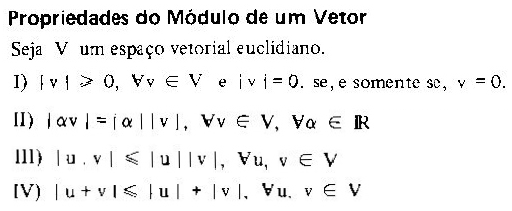 Propriedades do Módulo de um Vetor
Seja V um espaço vetorial euclidiano.
I) | v | ⩾ 0, ∀v ∈ V e | v | = 0. se, e somente se, v = 0.
II) | αv | = | α | | v |, ∀v ∈ V, ∀α ∈ ℝ
III) | u . v | ⩽ | u | | v |, ∀u, v ∈ V
IV) | u + v | ⩽ | u | + | v |, ∀u. v ∈ V